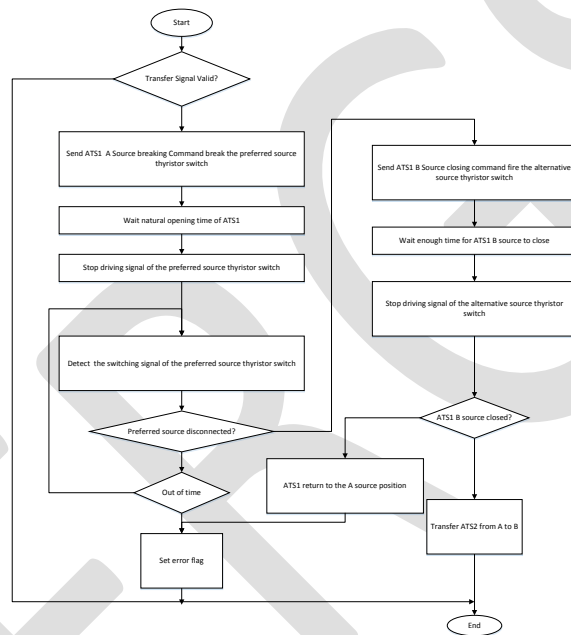 Start
Transfer Signal Valid?
Send ATS1 A Source breaking Command break the preferred source
thyristor switch
Wait natural opening time of ATS1
Stop driving signal of the preferred source thyristor switch
Detect the switching signal of the preferred source thyristor switch
Preferred source disconnected?
Out of time
Set error flag
Send ATS1 B Source closing command fire the alternative
source thyristor switch
Wait enough time for ATS1 B source to close
Stop driving signal of the alternative source thyristor
switch
ATS1 B source closed?
ATS1 return to the A source position
Transfer ATS2 from A to B
End